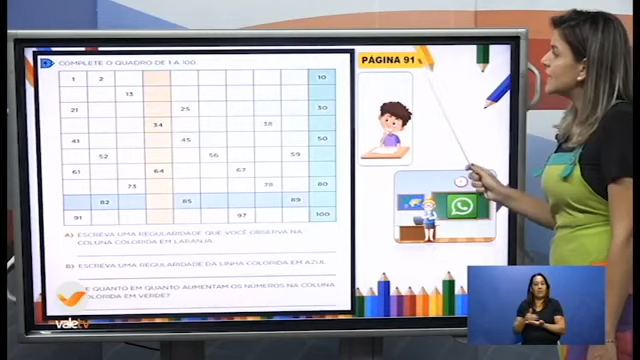 COMPLETE O QUADRO DE 1 A 100
PÁGINA 91
1 2 10
13
21 25 30
34 38
41 45 50
52 56 59
61 64 67
73 78 80
82 85 89
91 97 100
A) ESCREVA UMA REGULARIDADE QUE VOCÊ OBSERVA NA
COLUNA COLORIDA EM LARANJA.
B) ESCREVA UMA REGULARIDADE DA LINHA COLORIDA EM AZUL.
E QUANTO EM QUANTO AUMENTAM OS NÚMEROS NA COLUNA
COLORIDA EM VERDE?
valetv